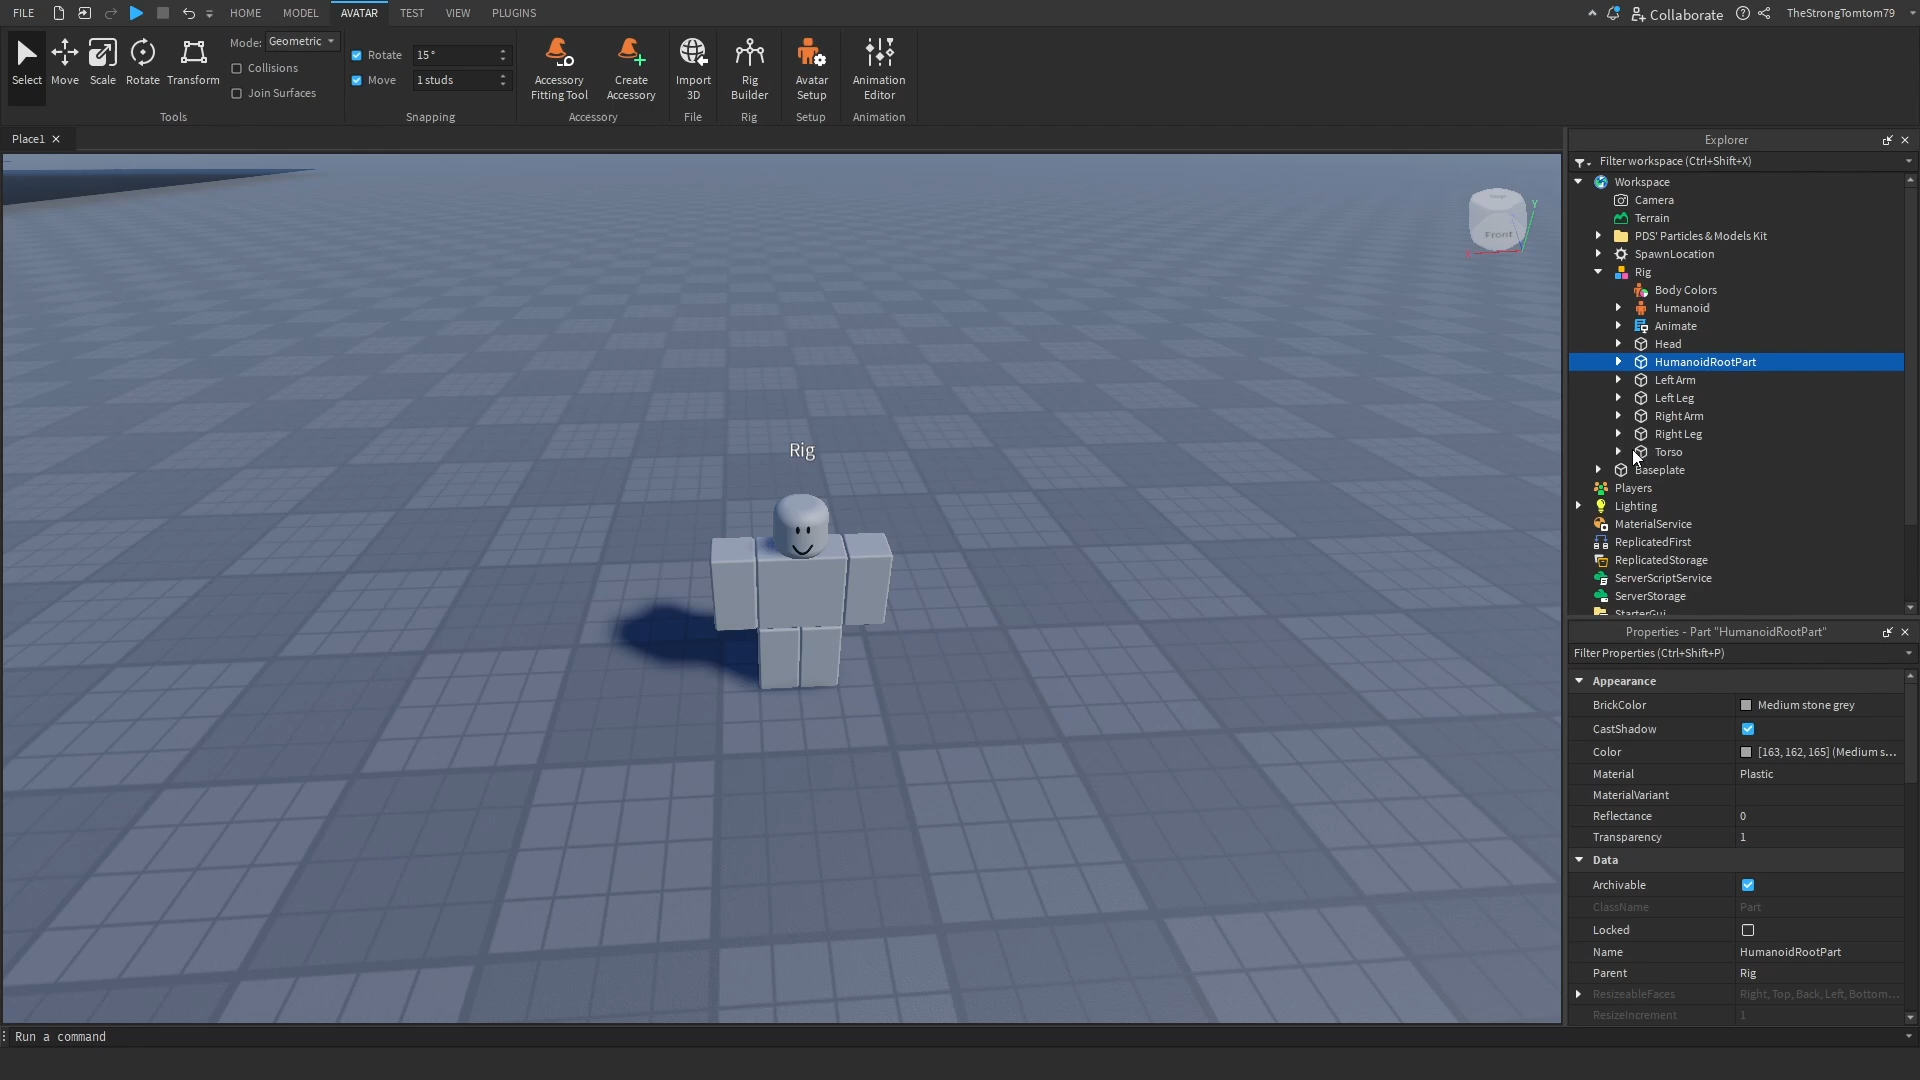 FILE HOME MODEL AVATAR TEST VIEW PLUGINS Collaborate TheStrongTomtom79
Select Move Scale Rotate Transform
Mode: Geometric
Collisions
Join Surfaces
Tools
Rotate 15°
Move 1 studs
Snapping
Accessory Fitting Tool
Create Accessory
Accessory
Import 3D
File
Rig Builder
Rig
Avatar Setup
Setup
Animation Editor
Animation
Place1
Rig
Front
Y
Explorer
Filter workspace (Ctrl+Shift+X)
Workspace
Camera
Terrain
PDS' Particles & Models Kit
SpawnLocation
Rig
Body Colors
Humanoid
Animate
Head
HumanoidRootPart
Left Arm
Left Leg
Right Arm
Right Leg
Torso
Baseplate
Players
Lighting
MaterialService
ReplicatedFirst
ReplicatedStorage
ServerScriptService
ServerStorage
StarterGui
Properties - Part "HumanoidRootPart"
Filter Properties (Ctrl+Shift+P)
Appearance
BrickColor Medium stone grey
CastShadow
Color [163, 162, 165] (Medium s...
Material Plastic
MaterialVariant
Reflectance 0
Transparency 1
Data
Archivable
ClassName Part
Locked
Name HumanoidRootPart
Parent Rig
ResizeableFaces Right, Top, Back, Left, Bottom...
ResizeIncrement 1
Run a command